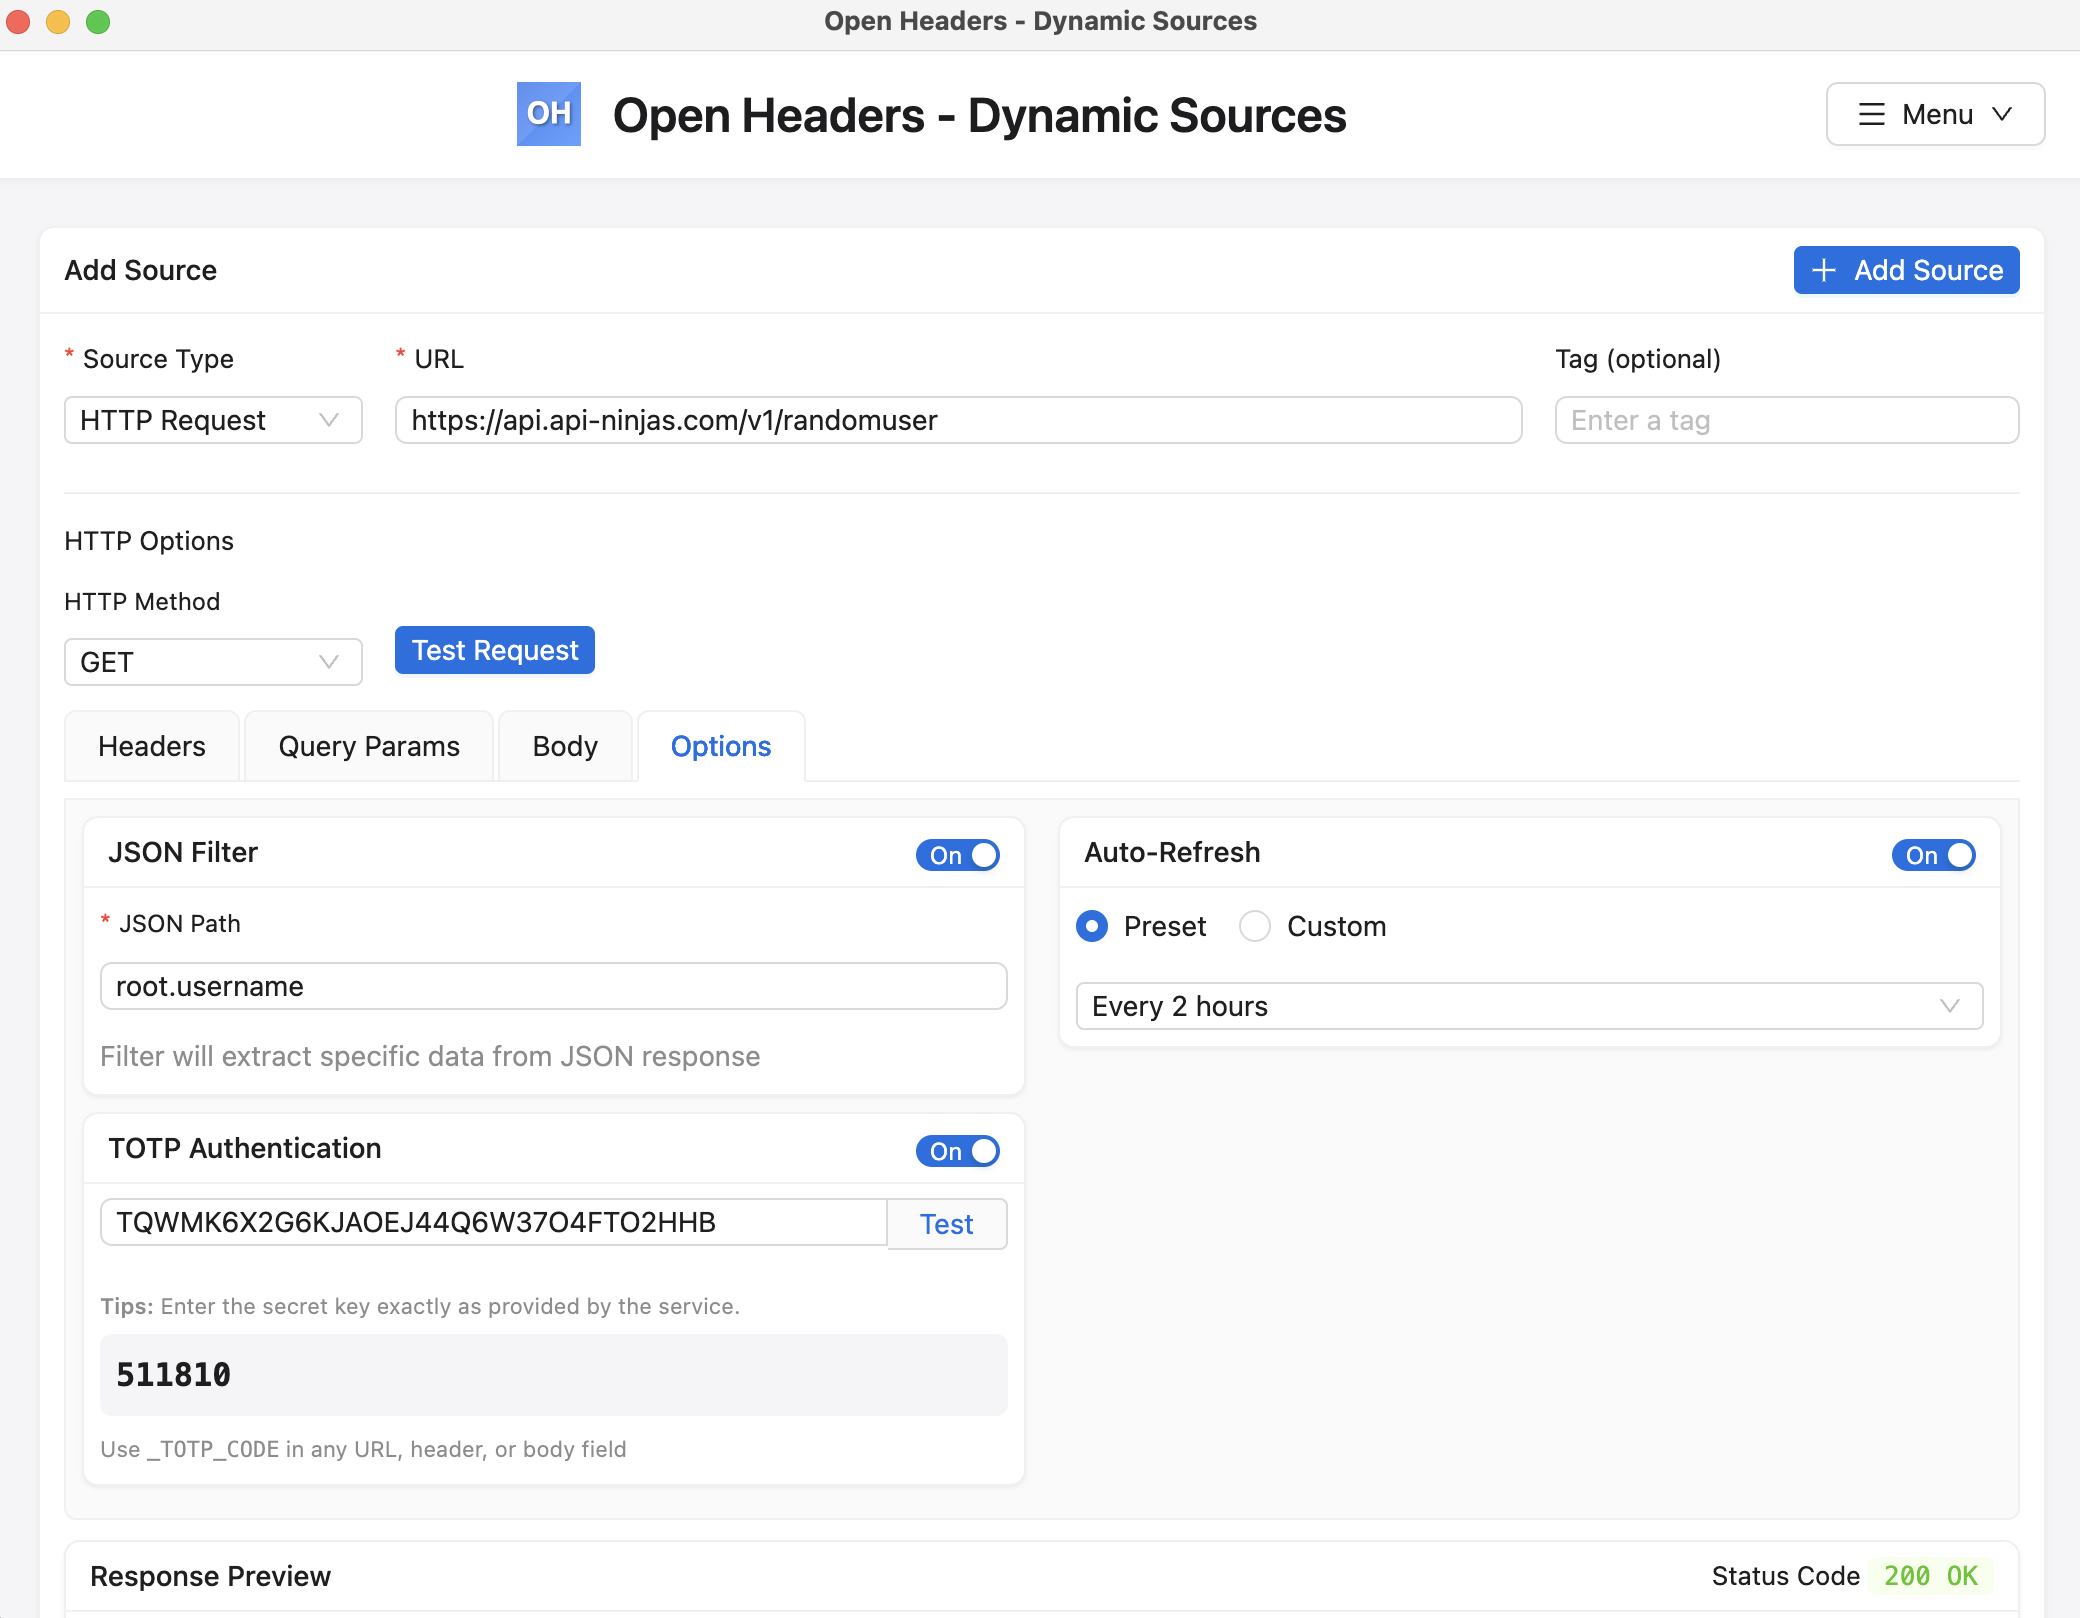 Open Headers - Dynamic Sources
OH
Open Headers - Dynamic Sources
Menu
Add Source
Add Source
* Source Type
* URL
Tag (optional)
HTTP Request
https://api.api-ninjas.com/v1/randomuser
Enter a tag
HTTP Options
HTTP Method
GET
Test Request
Headers
Query Params
Body
Options
JSON Filter
On
* JSON Path
root.username
Filter will extract specific data from JSON response
Auto-Refresh
On
Preset
Custom
Every 2 hours
TOTP Authentication
On
TQWMK6X2G6KJAOEJ44Q6W37O4FTO2HHB
Test
Tips: Enter the secret key exactly as provided by the service.
511810
Use _TOTP_CODE in any URL, header, or body field
Response Preview
Status Code 200 OK